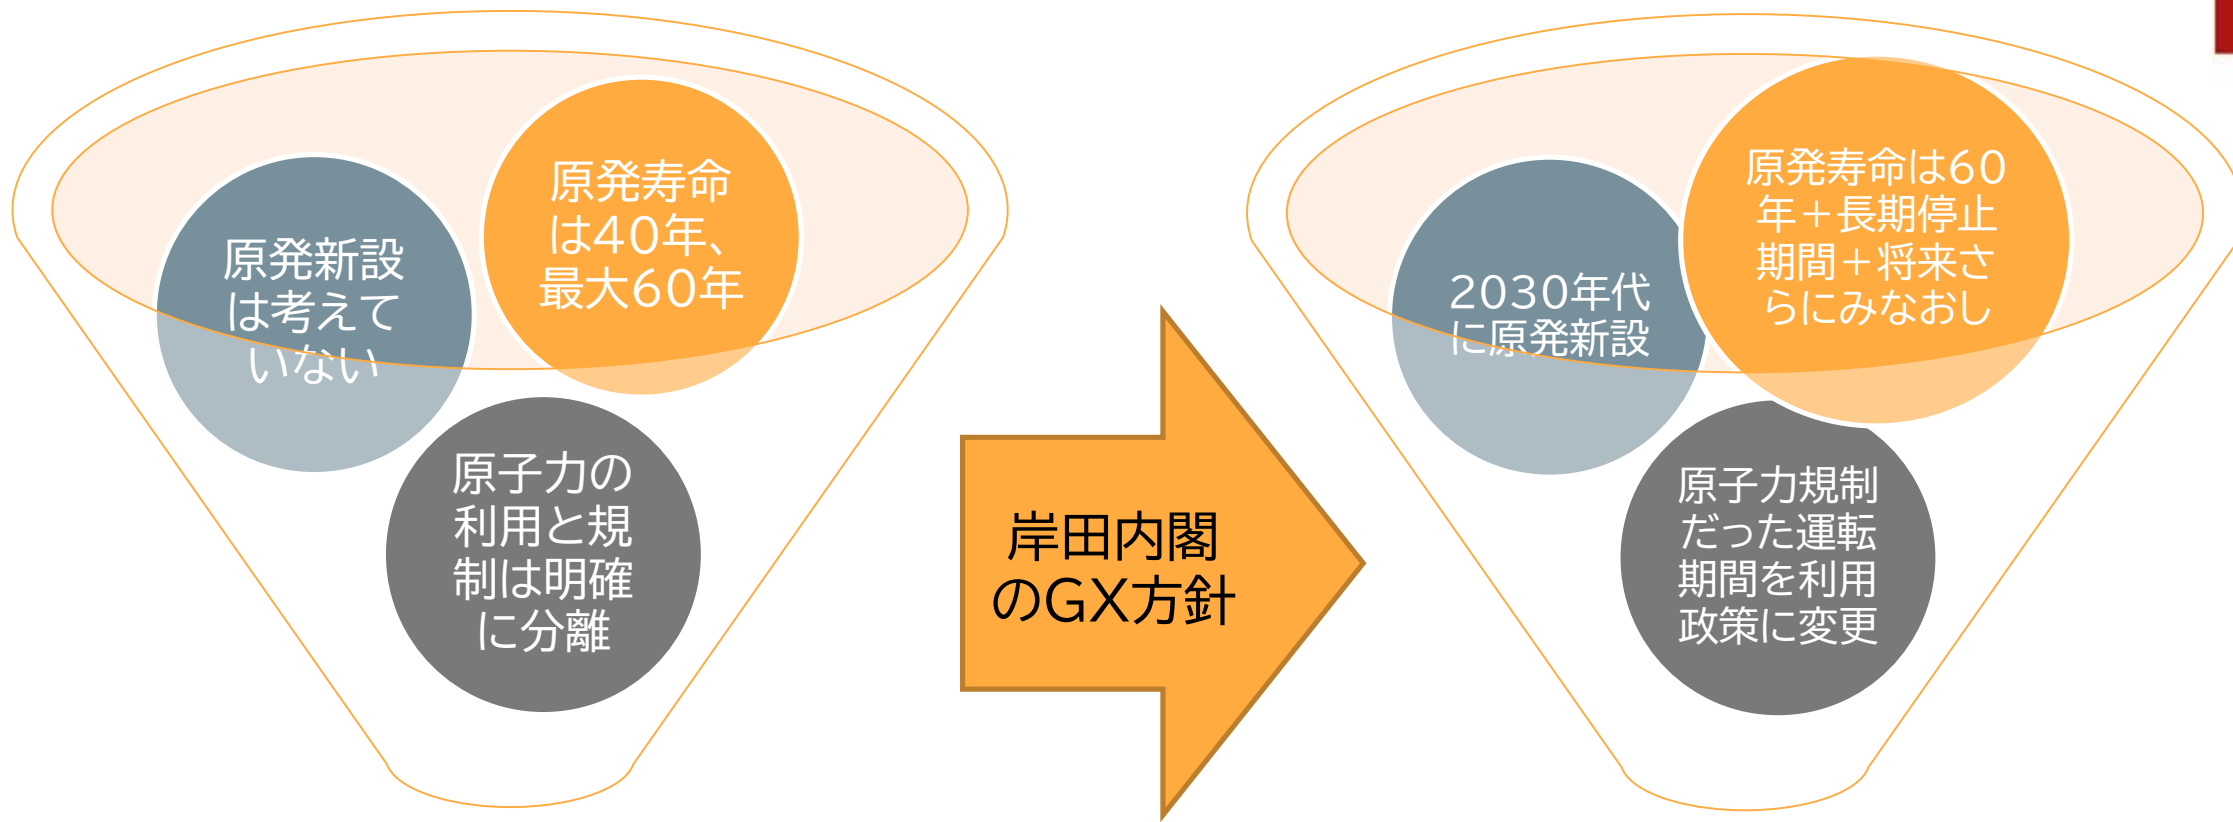 原発新設
は考えて
いない
原発寿命
は40年、
最大60年
原子力の
利用と規
制は明確
に分離
岸田内閣
のGX方針
2030年代
に原発新設
原発寿命は60
年＋長期停止
期間＋将来さ
らにみなおし
原子力規制
だった運転
期間を利用
政策に変更